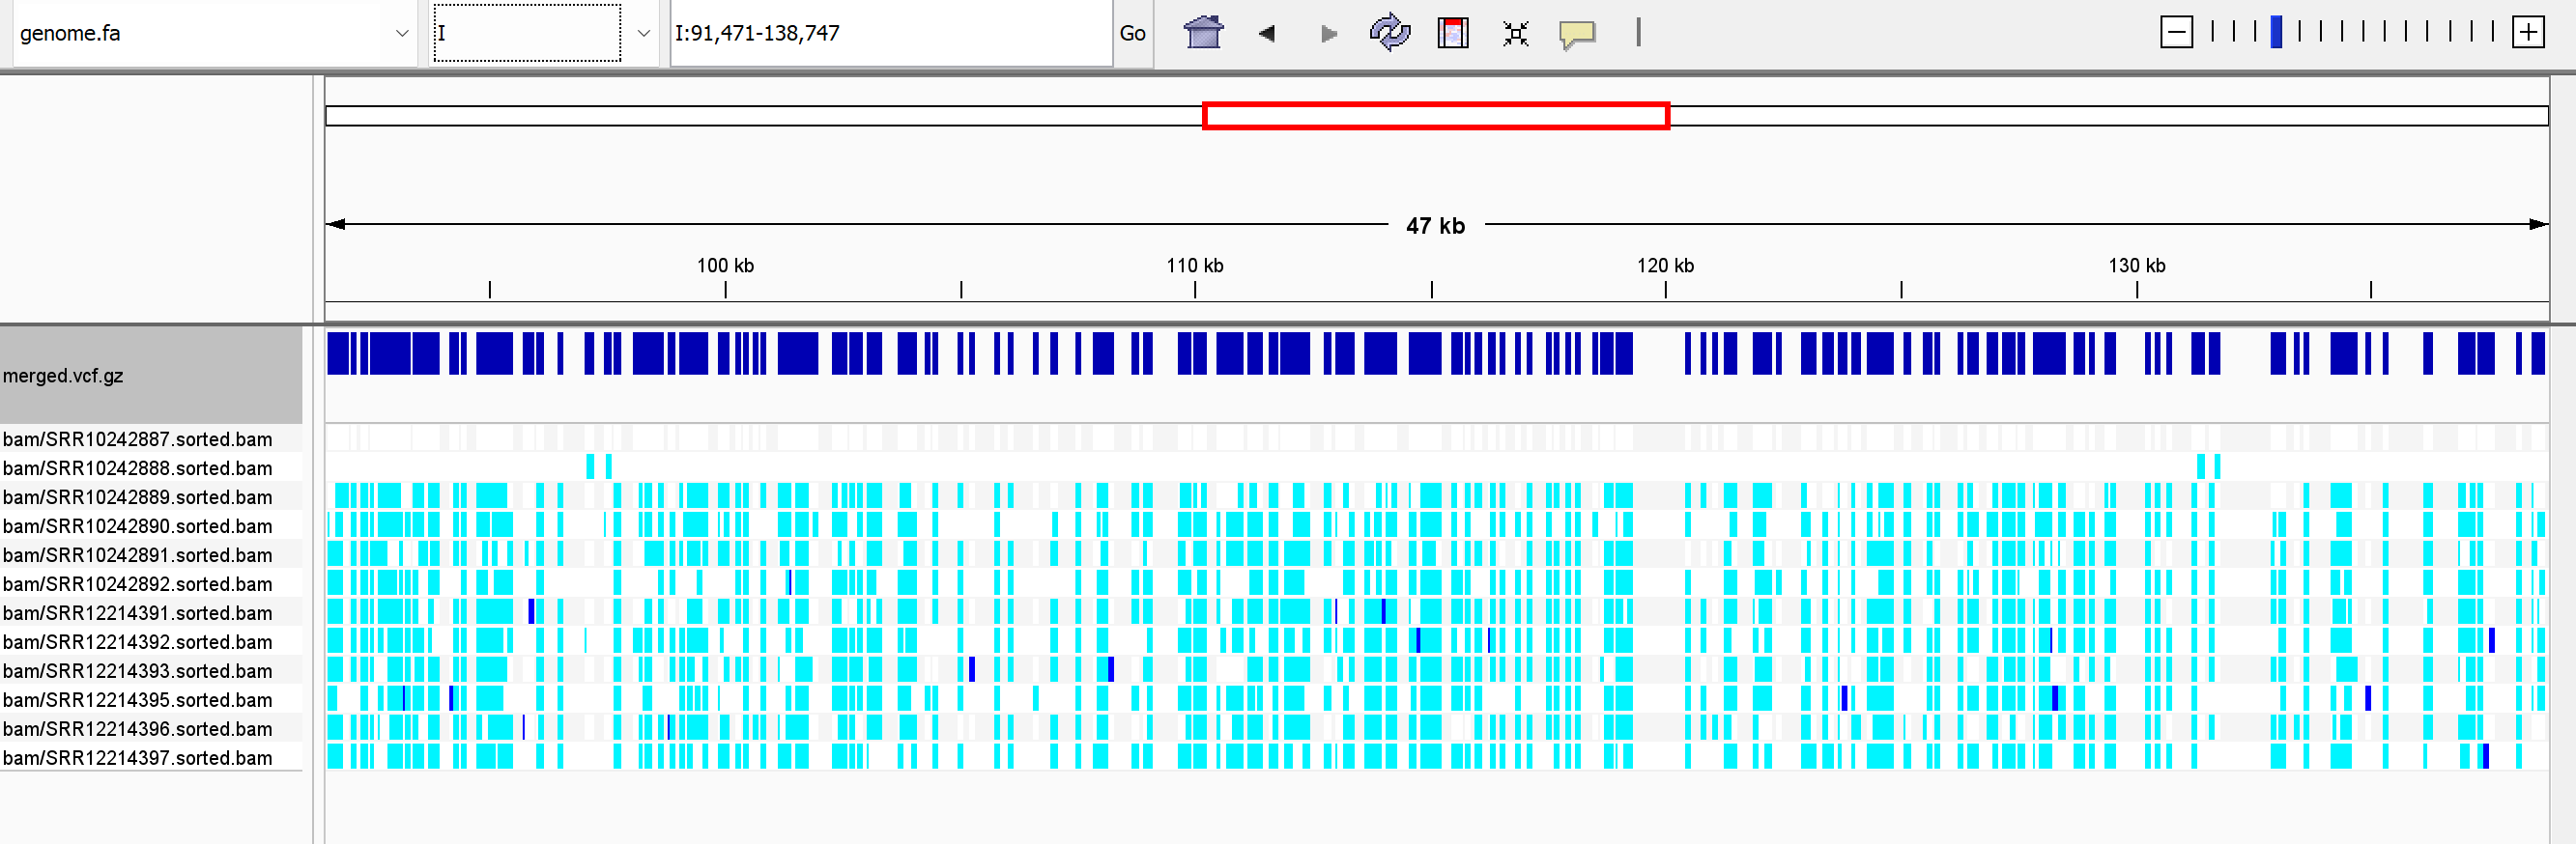 genome.fa I I:91,471-138,747 Go
47 kb
100 kb 110 kb 120 kb 130 kb
merged.vcf.gz
bam/SRR10242887.sorted.bam
bam/SRR10242888.sorted.bam
bam/SRR10242889.sorted.bam
bam/SRR10242890.sorted.bam
bam/SRR10242891.sorted.bam
bam/SRR10242892.sorted.bam
bam/SRR12214391.sorted.bam
bam/SRR12214392.sorted.bam
bam/SRR12214393.sorted.bam
bam/SRR12214395.sorted.bam
bam/SRR12214396.sorted.bam
bam/SRR12214397.sorted.bam